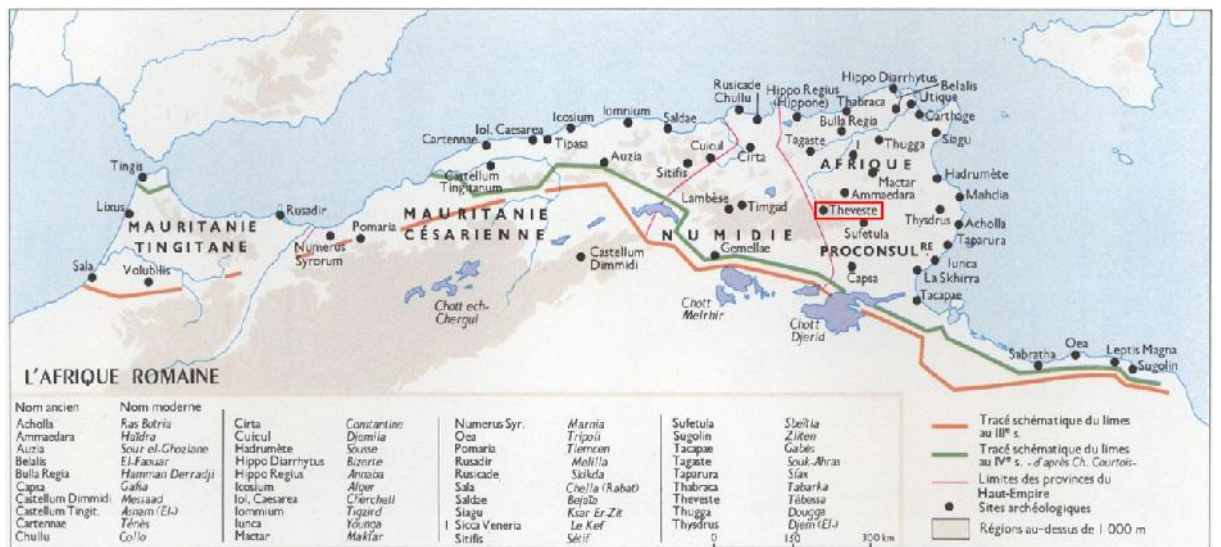 Hippo Diarrhytus
Belalis
Utique
Rusicade
Chullu
Hippo Regius
(Hippone)
Thabraca
Bulla Regia
Carthage
Iomnium
Icosium
Saldae
Iol. Caesarea
Cartennae
Tipasa
Tagaste
Thugga
Siagu
Cuicul
Cirta
I
Auzia
Sitifis
AFRIQUE
Tingis
Castellum
Tingitanum
Mactar
Hadrumète
Ammaedara
Mahdia
Lambèse
Timgad
Theveste
Thysdrus
Acholla
Lixus
Rusadir
MAURITANIE
TINGITANE
MAURITANIE
CÉSARIENNE
Sufetula
Taparura
NUMIDIE
Numerus
Syrorum
Pomaria
PROCONSUL RE
Castellum
Dimmidi
Gemellae
Iunca
Sala
Volubilis
Capsa
La Skhirra
Tacapae
Chott ech-
Chergui
Chott
Melrhir
Chott
Djerid
Sabratha
Oea
Leptis Magna
Sugolin
L'AFRIQUE ROMAINE
Nom ancien Nom moderne
Acholla Ras Botria
Ammaedara Haïdra
Auzia Sour el-Ghozlane
Belalis El-Faouar
Bulla Regia Hamman Derradji
Capsa Gafsa
Castellum Dimmidi Messaad
Castellum Tingit. Asnam (El-)
Cartennae Ténès
Chullu Collo
Cirta Constantine
Cuicul Djemila
Hadrumète Sousse
Hippo Diarrhytus Bizerte
Hippo Regius Annaba
Icosium Alger
Iol. Caesarea Cherchell
Iommium Tigzird
Iunca Younga
Mactar Makfar
Numerus Syr. Marnia
Oea Tripoli
Pomaria Tlemcen
Rusadir Melilla
Rusicade Skikda
Sala Chella (Rabat)
Saldae Bejaïa
Siagu Ksar Er-Zit
I Sicca Veneria Le Kef
Sitifis Sétif
Sufetula Sbeïtla
Sugolin Zliten
Tacapae Gabès
Tagaste Souk-Ahras
Taparura Sfax
Thabraca Tabarka
Theveste Tébessa
Thugga Dougga
Thysdrus Djem (El-)
0 150 300 km
Tracé schématique du limes
au IIIe s.
Tracé schématique du limes
au IVe s. - d'après Ch. Courtois-
Limites des provinces du
Haut-Empire
Sites archéologiques
Régions au-dessus de 1 000 m